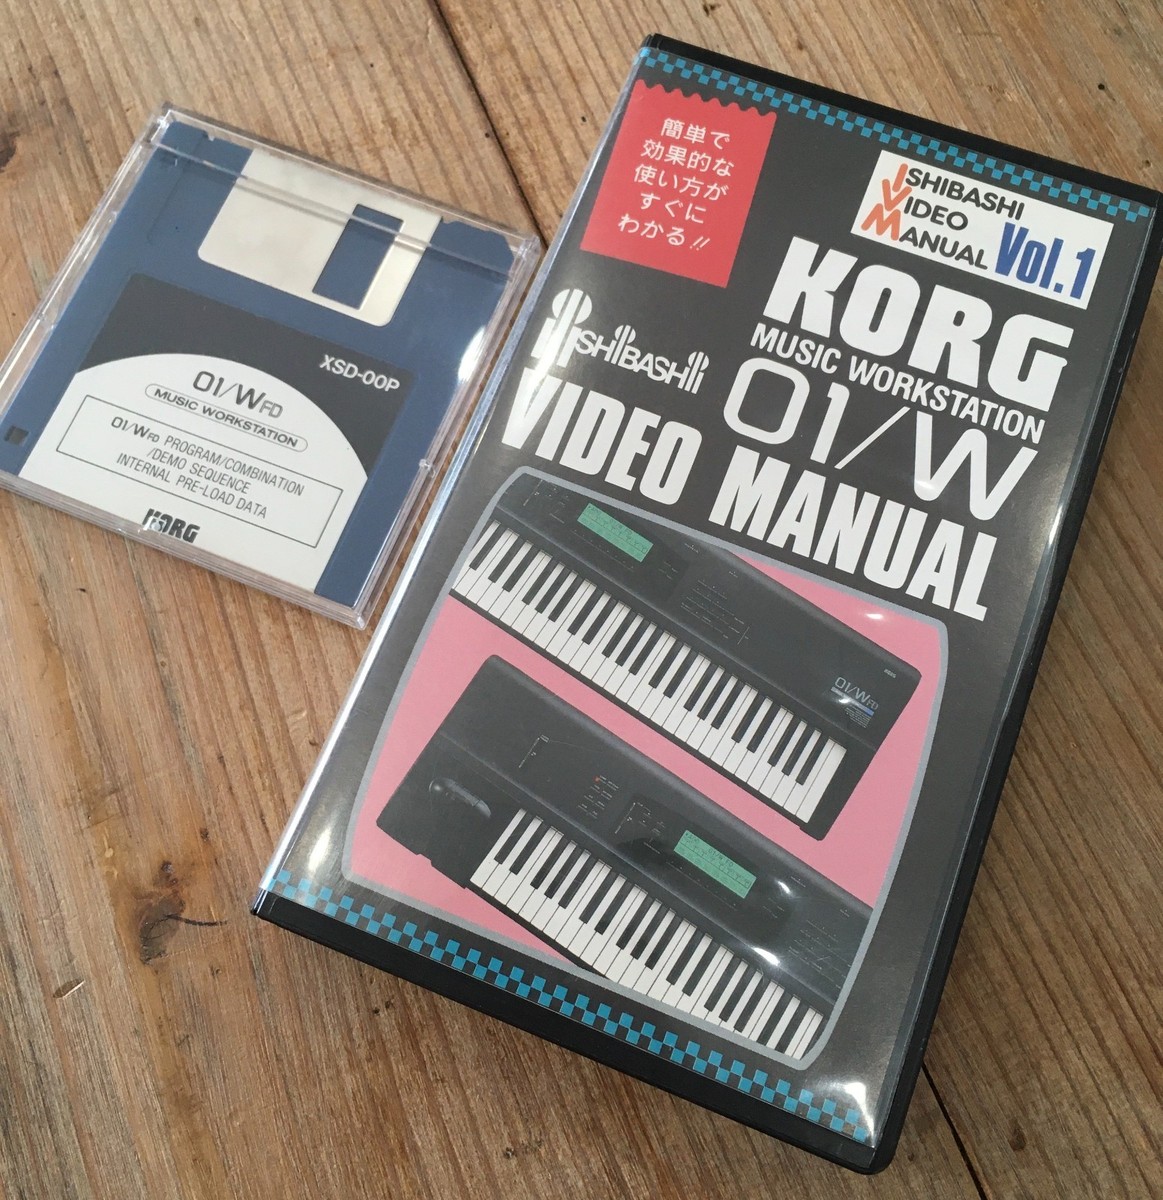 XSD-00P
01/WFD
MUSIC WORKSTATION
01/WFD PROGRAM/COMBINATION
/DEMO SEQUENCE
INTERNAL PRE-LOAD DATA
KORG
簡単で
効果的な
使い方が
すぐに
わかる!!
ISHIBASHI
VIDEO
MANUAL Vol.1
KORG
MUSIC WORKSTATION
01/W
ISHIBASHI
VIDEO MANUAL
KORG
01/WFD